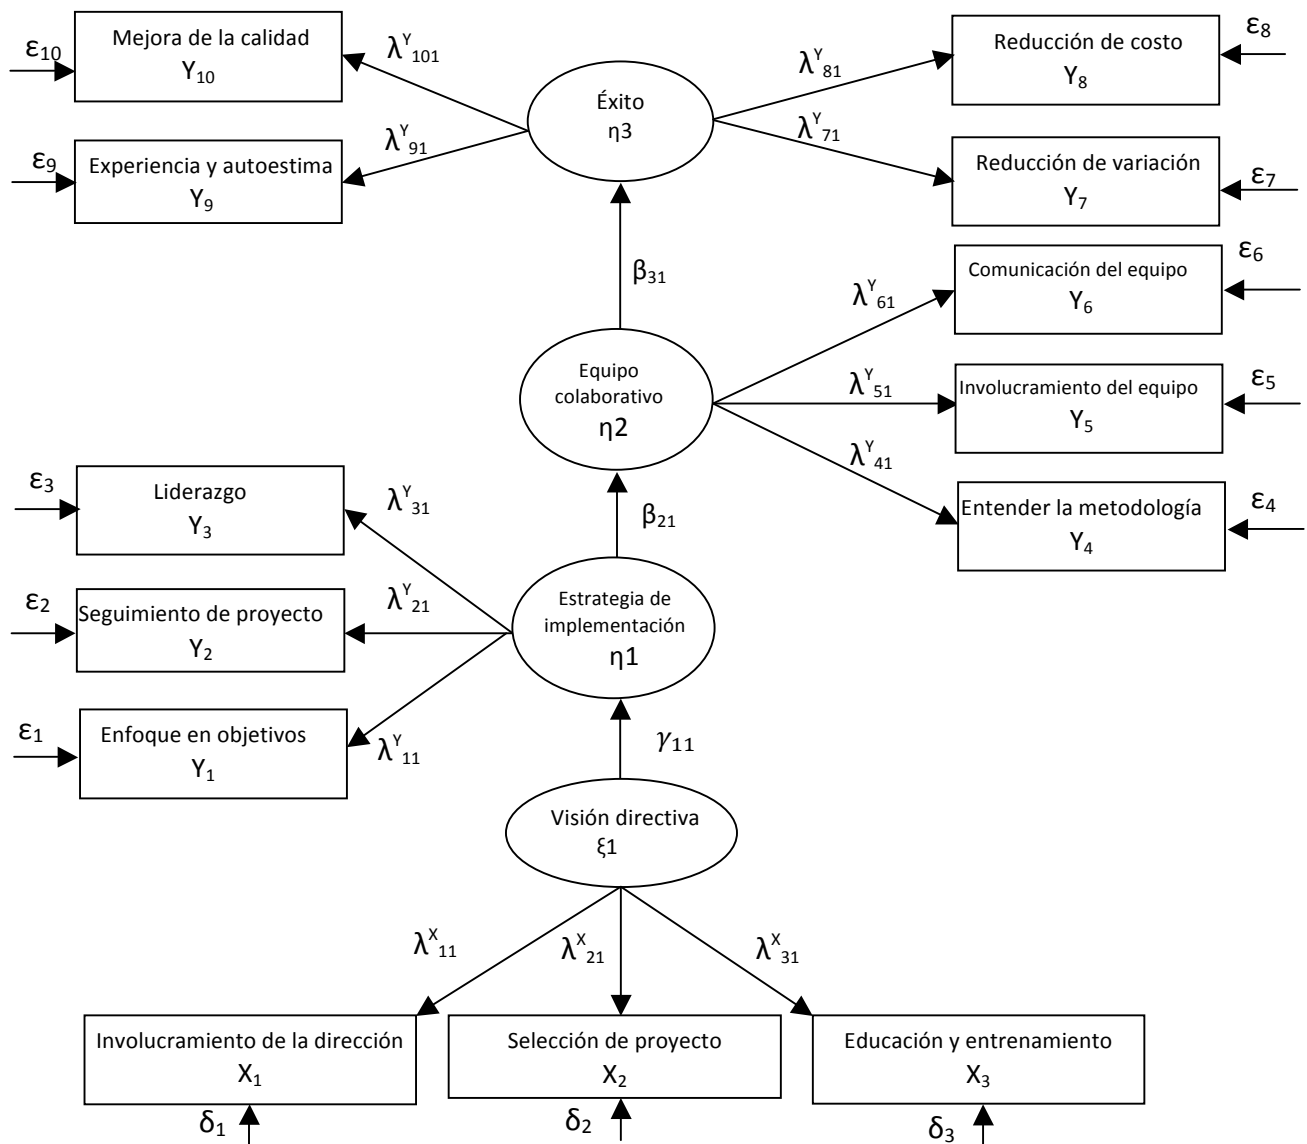 ε10
Mejora de la calidad
Y10
λY101
Éxito
η3
λY81
Reducción de costo
Y8
ε8
ε9
Experiencia y autoestima
Y9
λY91
λY71
Reducción de variación
Y7
ε7
β31
λY61
Comunicación del equipo
Y6
ε6
Equipo
colaborativo
η2
λY51
Involucramiento del equipo
Y5
ε5
λY41
Entender la metodología
Y4
ε4
β21
ε3
Liderazgo
Y3
λY31
ε2
Seguimiento de proyecto
Y2
λY21
Estrategia de
implementación
η1
ε1
Enfoque en objetivos
Y1
λY11
γ11
Visión directiva
ξ1
λX11
λX21
λX31
Involucramiento de la dirección
X1
Selección de proyecto
X2
Educación y entrenamiento
X3
δ1
δ2
δ3